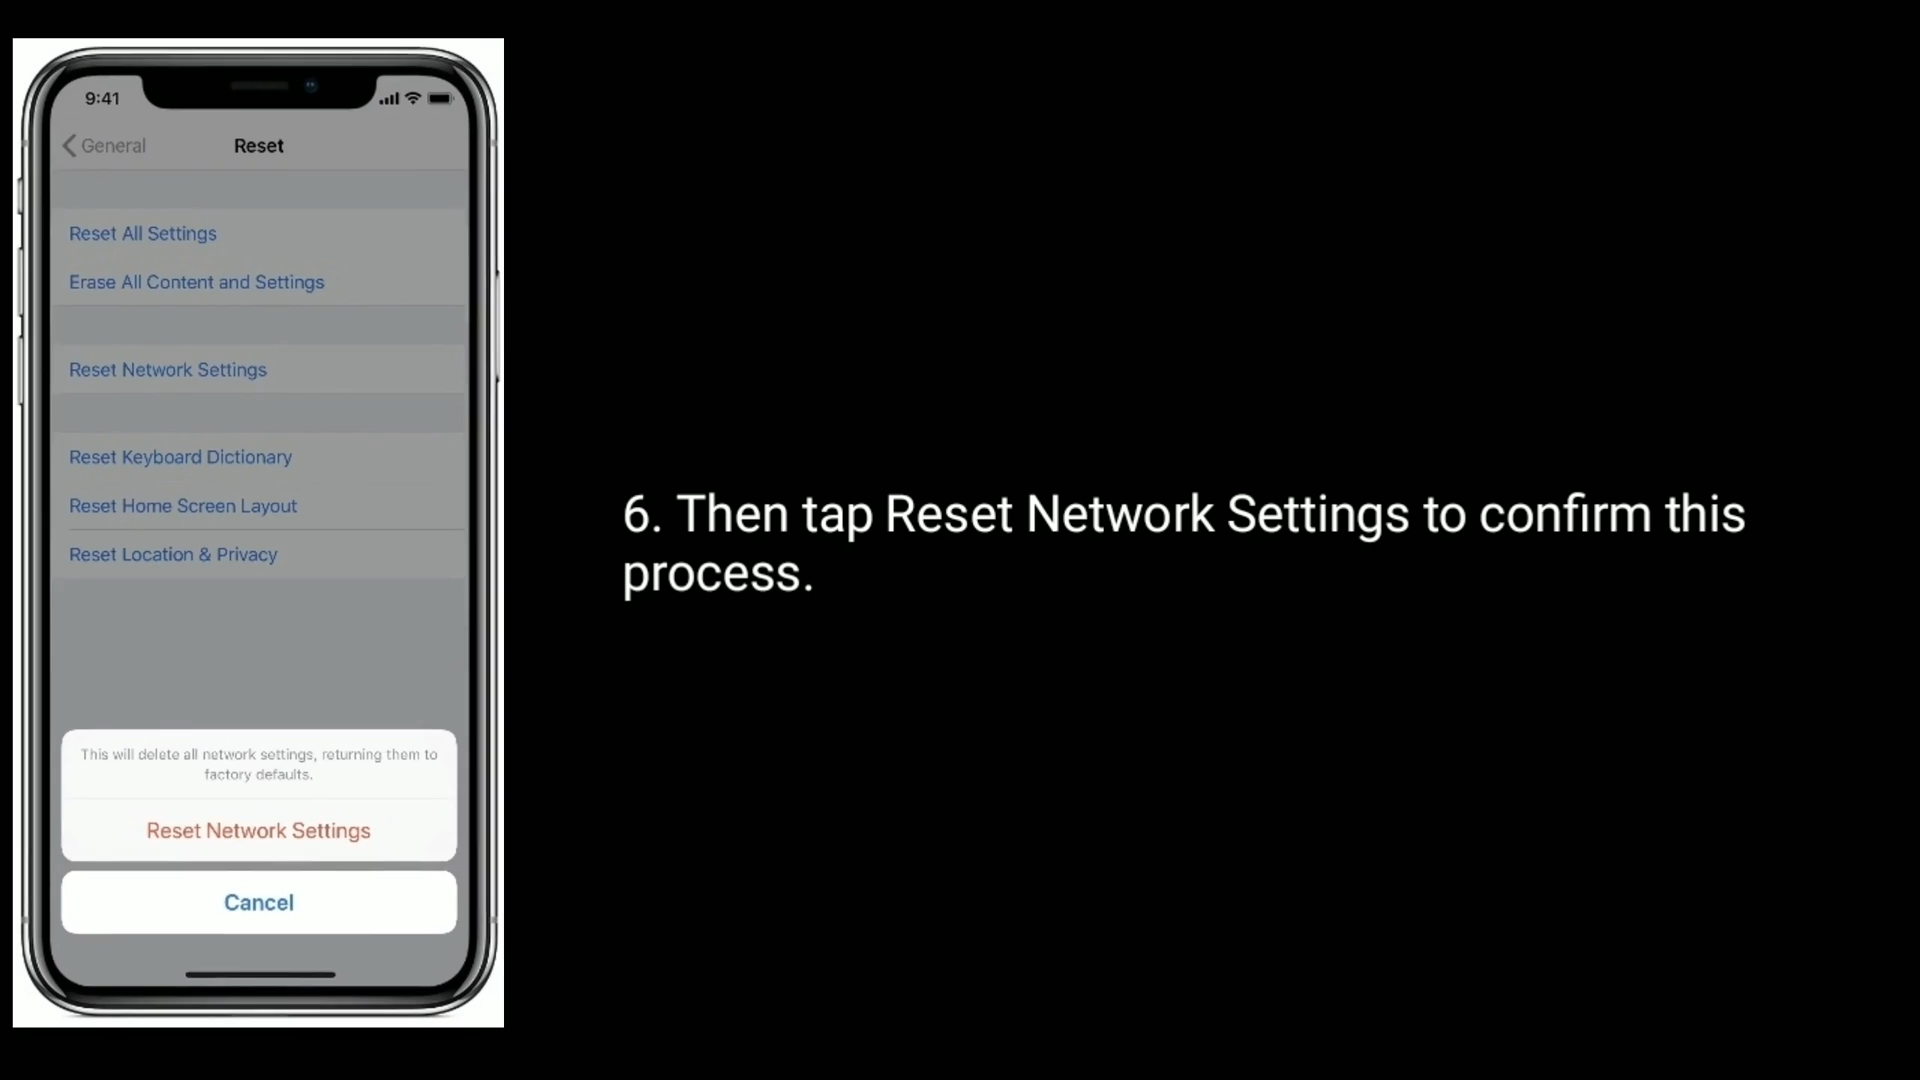 9:41
General
Reset
Reset All Settings
Erase All Content and Settings
Reset Network Settings
Reset Keyboard Dictionary
Reset Home Screen Layout
Reset Location & Privacy
This will delete all network settings, returning them to
factory defaults.
Reset Network Settings
Cancel
6. Then tap Reset Network Settings to confirm this
process.